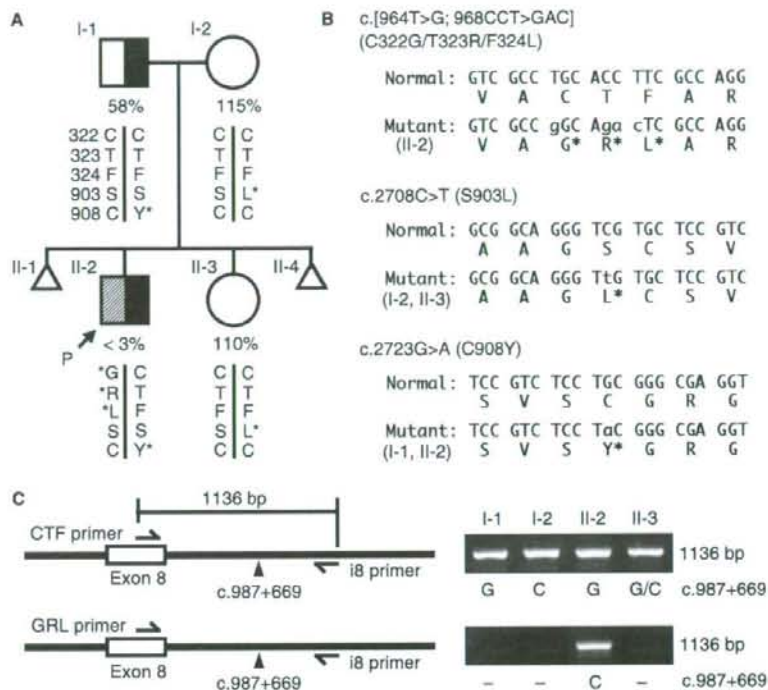 A
I-1
I-2
58%
115%
322 C C
323 T T
324 F F
903 S S
908 C Y*
C C
T T
F F
S L*
C C
II-1
II-2
II-3
II-4
P
< 3%
110%
*G C
*R T
*L F
S S
C Y*
C C
T T
F F
S L*
C C
B
c.[964T>G; 968CCT>GAC]
(C322G/T323R/F324L)
Normal: GTC GCC TGC ACC TTC GCC AGG
V A C T F A R
Mutant: GTC GCC gGC Aga cTC GCC AGG
(II-2) V A G* R* L* A R
c.2708C>T (S903L)
Normal: GCG GCA GGG TCG TGC TCC GTC
A A G S C S V
Mutant: GCG GCA GGG TtG TGC TCC GTC
(I-2, II-3) A A G L* C S V
c.2723G>A (C908Y)
Normal: TCC GTC TCC TGC GGG CGA GGT
S V S C G R G
Mutant: TCC GTC TCC TaC GGG CGA GGT
(I-1, II-2) S V S Y* G R G
C
1136 bp
CTF primer
Exon 8
c.987+669
i8 primer
GRL primer
Exon 8
c.987+669
i8 primer
I-1 I-2 II-2 II-3
1136 bp
G C G G/C c.987+669
1136 bp
– – C – c.987+669